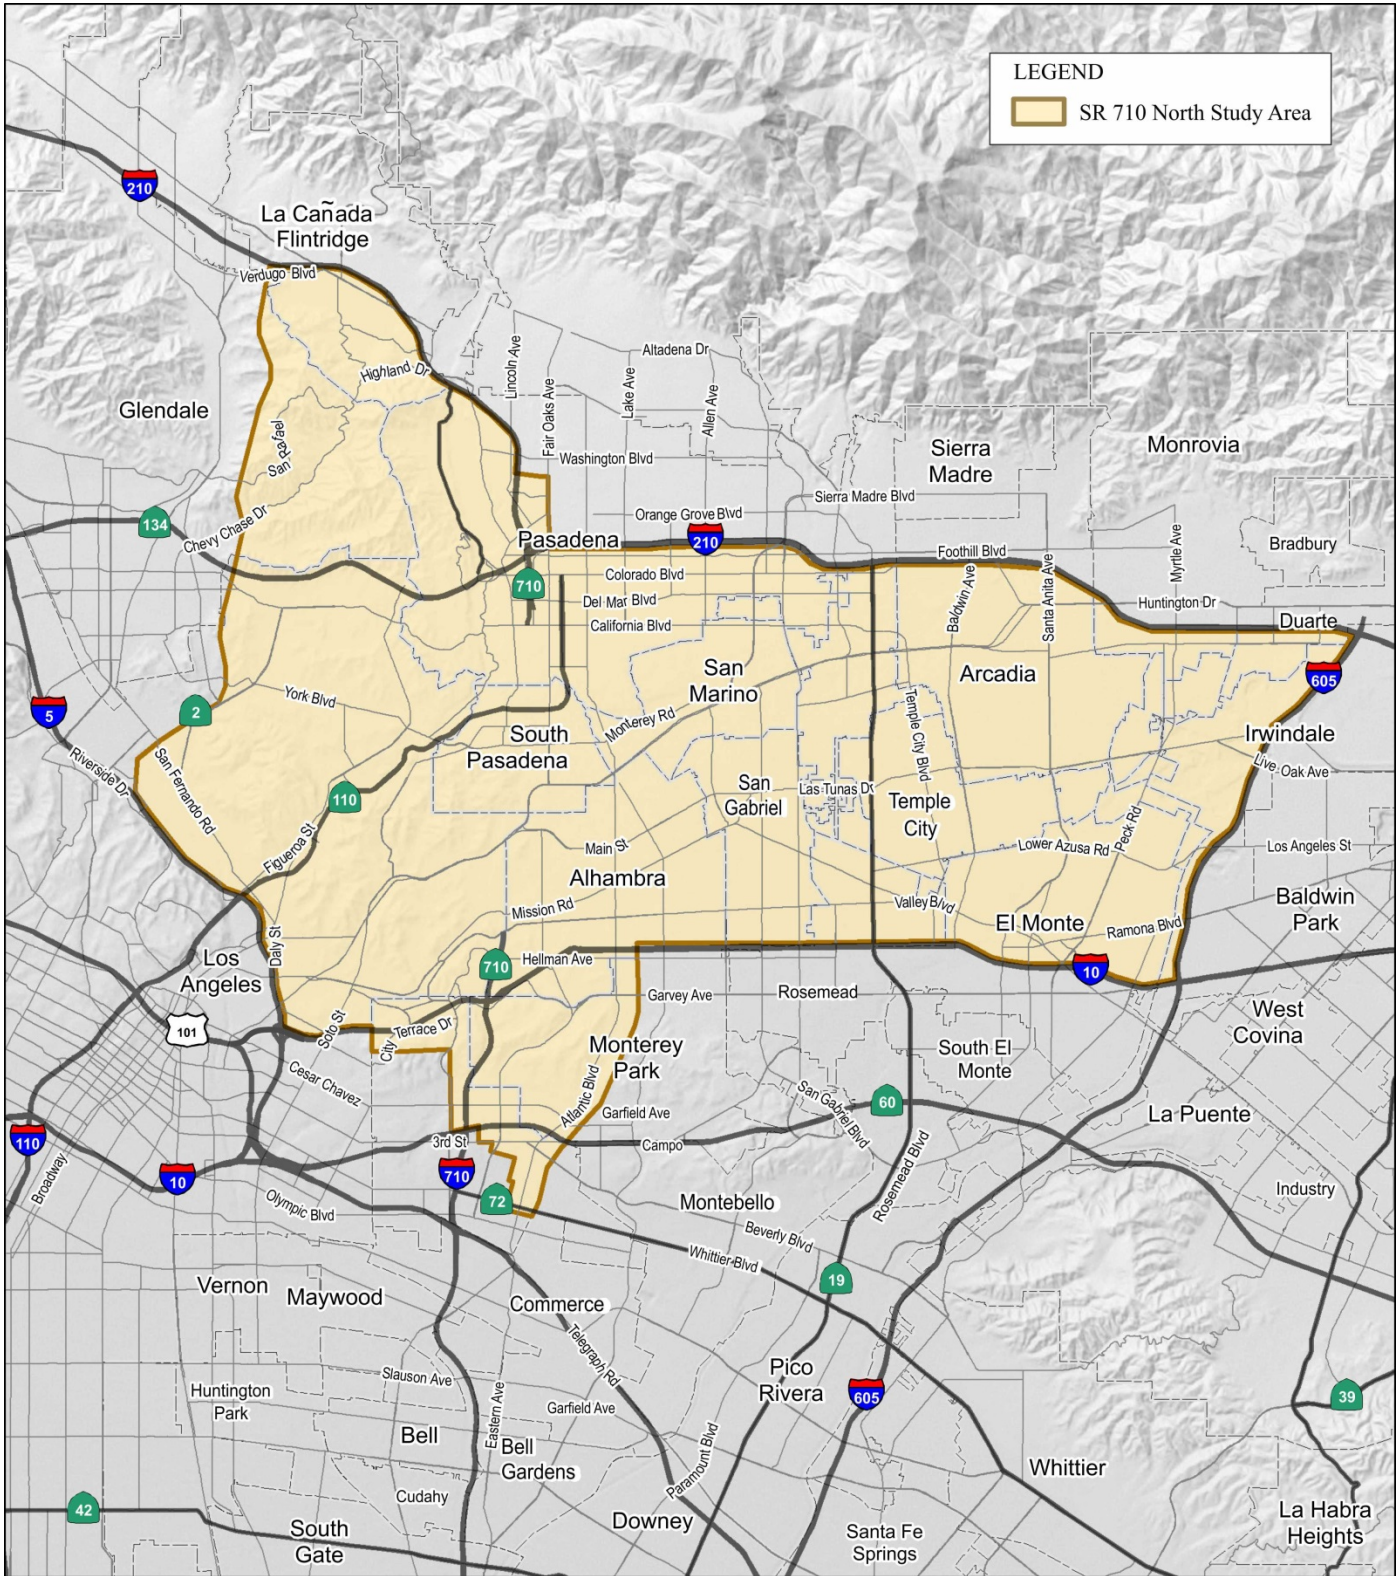 LEGEND
SR 710 North Study Area
210
La Cañada
Flintridge
Verdugo Blvd
Highland Dr
Lincoln Ave
Fair Oaks Ave
Altadena Dr
Lake Ave
Allen Ave
Glendale
San Rafael
Washington Blvd
Sierra
Madre
Monrovia
134
Chevy Chase Dr
Sierra Madre Blvd
Orange Grove Blvd
Pasadena
210
Foothill Blvd
Bradbury
Myrtle Ave
710
Colorado Blvd
Del Mar Blvd
California Blvd
Baldwin Ave
Santa Anita Ave
Huntington Dr
Duarte
605
San
Marino
Arcadia
5
2
York Blvd
Monterey Rd
South
Pasadena
Temple City Blvd
Irwindale
Live Oak Ave
Riverside Dr
San Fernando Rd
110
San
Gabriel
Las Tunas Dr
Temple
City
Peck Rd
Figueroa St
Main St
Lower Azusa Rd
Los Angeles St
Alhambra
Mission Rd
Valley Blvd
El Monte
Ramona Blvd
Baldwin
Park
Daly St
Los
Angeles
710
Hellman Ave
10
Garvey Ave
Rosemead
101
Soto St
City Terrace Dr
Monterey
Park
South El
Monte
West
Covina
Cesar Chavez
Atlantic Blvd
Garfield Ave
San Gabriel Blvd
60
La Puente
110
Broadway
10
3rd St
710
Campo
Rosemead Blvd
72
Olympic Blvd
Montebello
Industry
Beverly Blvd
Whittier Blvd
19
Vernon
Maywood
Commerce
Telegraph Rd
Slauson Ave
Pico
Rivera
605
39
Huntington
Park
Garfield Ave
Eastern Ave
Bell
Bell
Gardens
Paramount Blvd
Whittier
Cudahy
42
South
Gate
Downey
Santa Fe
Springs
La Habra
Heights